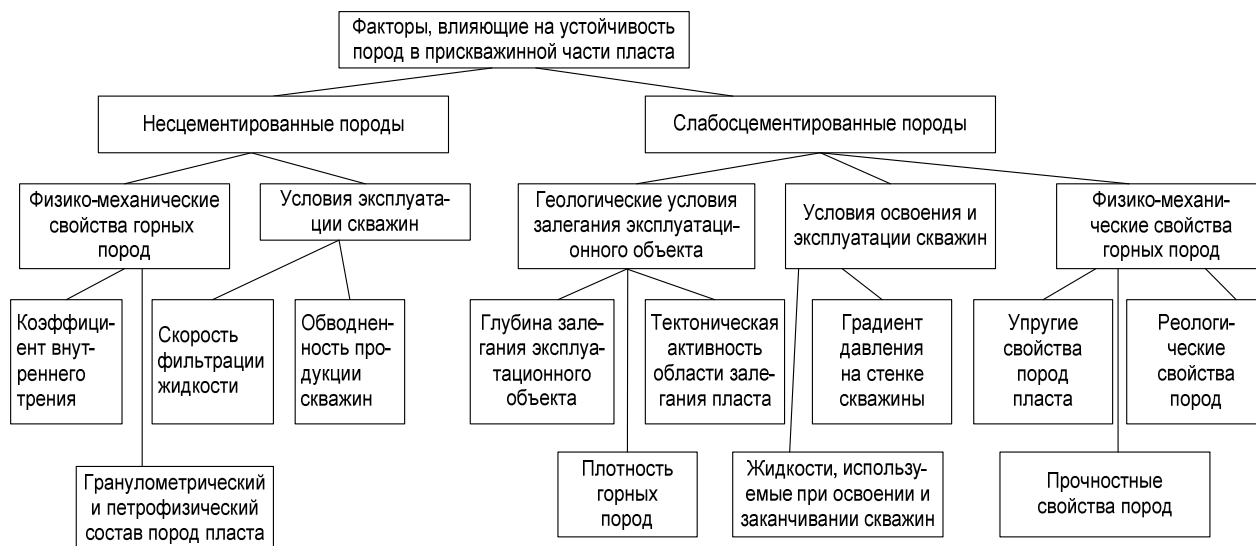 Факторы, влияющие на устойчивость
пород в прискважинной части пласта
Несцементированные породы
Слабосцементированные породы
Физико-механические
свойства горных
пород
Условия эксплуата-
ции скважин
Геологические условия
залегания эксплуатаци-
онного объекта
Условия освоения и
эксплуатации скважин
Физико-механи-
ческие свойства
горных пород
Коэффици-
ент внут-
реннего
трения
Скорость
фильтрации
жидкости
Обводнен-
ность про-
дукции
скважин
Глубина зале-
гания эксплуа-
тационного
объекта
Тектоническая
активность
области зале-
гания пласта
Градиент
давления
на стенке
скважины
Упругие
свойства
пород
пласта
Реологи-
ческие
свойства
пород
Гранулометрический
и петрофизический
состав пород пласта
Плотность
горных
пород
Жидкости, используе-
мые при освоении и
заканчивании скважин
Прочностные
свойства пород